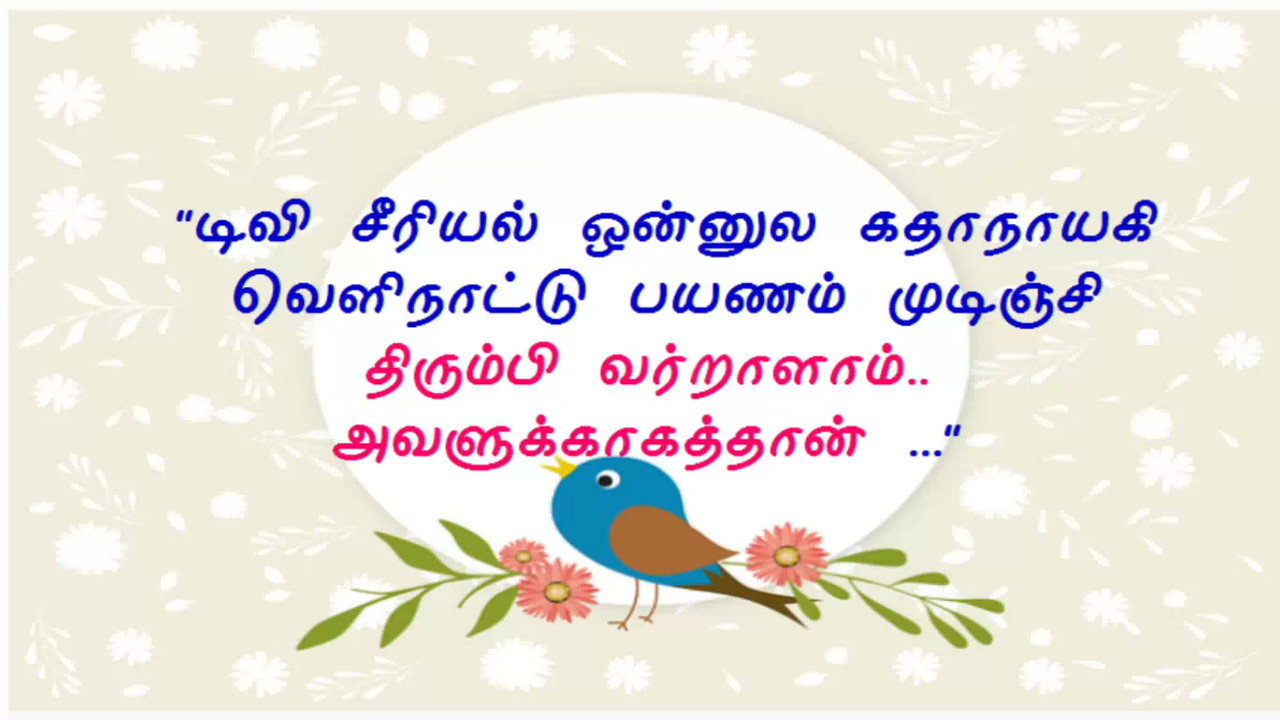 "டிவி சீரியல் ஒன்னுல கதாநாயகி
வெளிநாட்டு பயணம் முடிஞ்சி
திரும்பி வர்றாளாம்..
அவளுக்காகத்தான் ..."